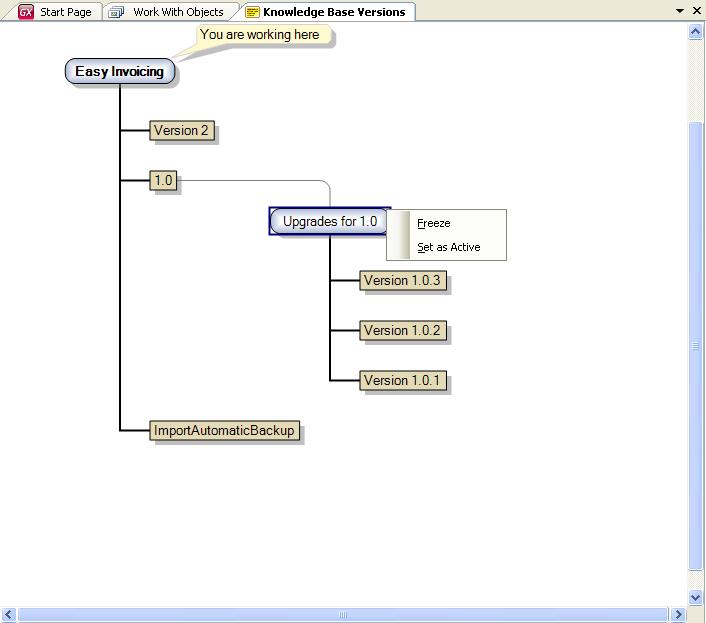 GX Start Page
Work With Objects
Knowledge Base Versions
You are working here
Easy Invoicing
Version 2
1.0
Upgrades for 1.0
Freeze
Set as Active
Version 1.0.3
Version 1.0.2
Version 1.0.1
ImportAutomaticBackup